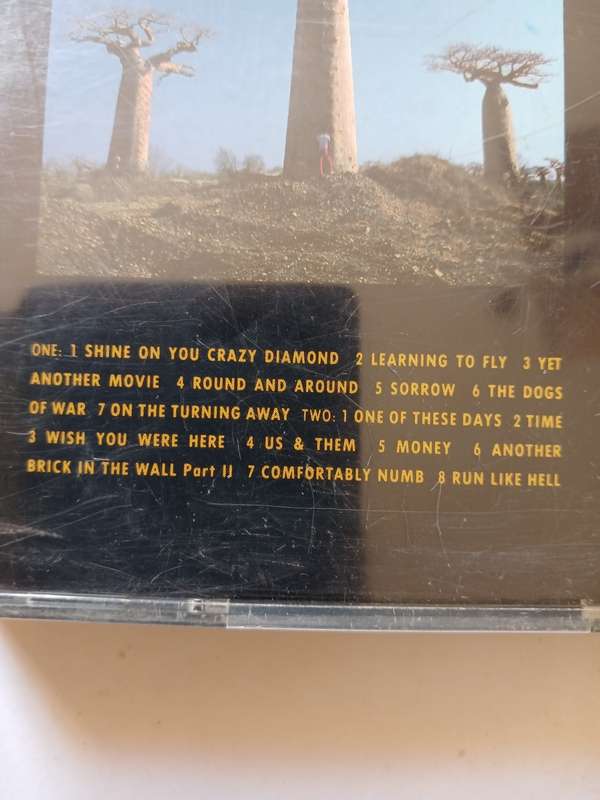 ONE: 1 SHINE ON YOU CRAZY DIAMOND 2 LEARNING TO FLY 3 YET
ANOTHER MOVIE 4 ROUND AND AROUND 5 SORROW 6 THE DOGS
OF WAR 7 ON THE TURNING AWAY TWO: 1 ONE OF THESE DAYS 2 TIME
3 WISH YOU WERE HERE 4 US & THEM 5 MONEY 6 ANOTHER
BRICK IN THE WALL Part II 7 COMFORTABLY NUMB 8 RUN LIKE HELL